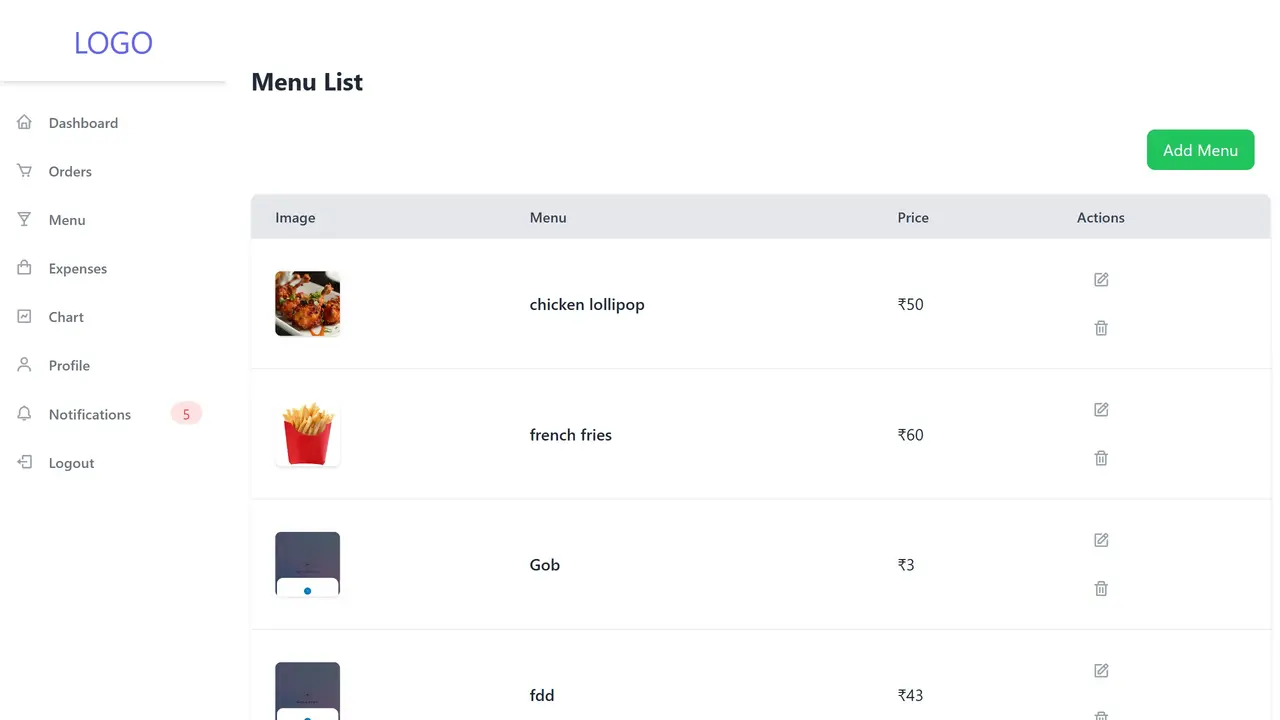 LOGO
Menu List
Dashboard
Orders
Menu
Expenses
Chart
Profile
Notifications 5
Logout
Add Menu
Image Menu Price Actions
chicken lollipop ₹50
french fries ₹60
Gob ₹3
fdd ₹43